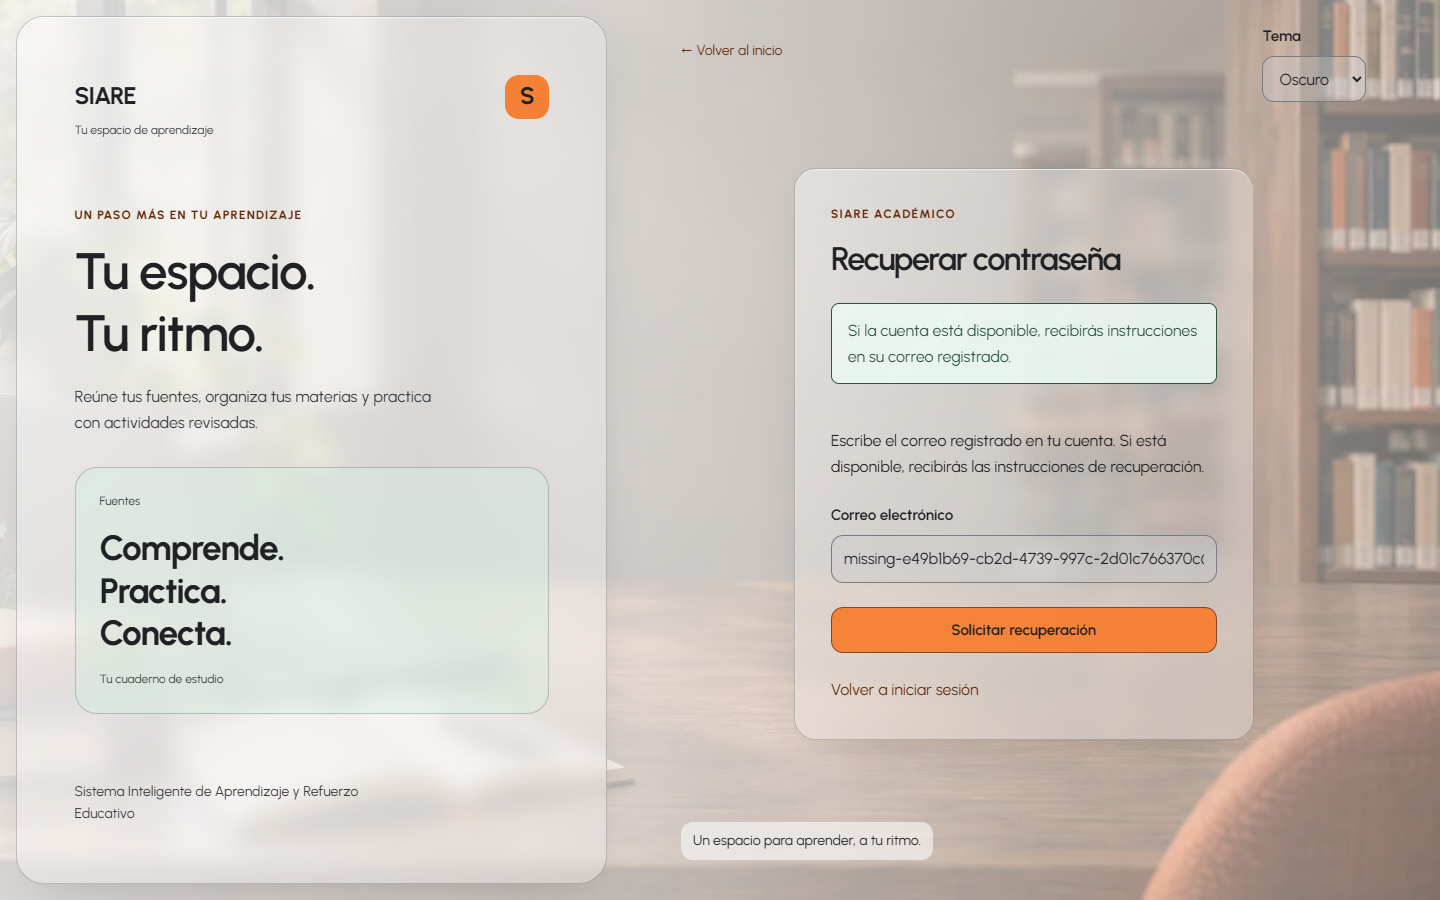 SIARE
S
Tu espacio de aprendizaje
UN PASO MÁS EN TU APRENDIZAJE
Tu espacio.
Tu ritmo.
Reúne tus fuentes, organiza tus materias y practica
con actividades revisadas.
Fuentes
Comprende.
Practica.
Conecta.
Tu cuaderno de estudio
Sistema Inteligente de Aprendizaje y Refuerzo
Educativo
← Volver al inicio
Tema
Oscuro
SIARE ACADÉMICO
Recuperar contraseña
Si la cuenta está disponible, recibirás instrucciones
en su correo registrado.
Escribe el correo registrado en tu cuenta. Si está
disponible, recibirás las instrucciones de recuperación.
Correo electrónico
missing-e49b1b69-cb2d-4739-997c-2d01c766370c
Solicitar recuperación
Volver a iniciar sesión
Un espacio para aprender, a tu ritmo.